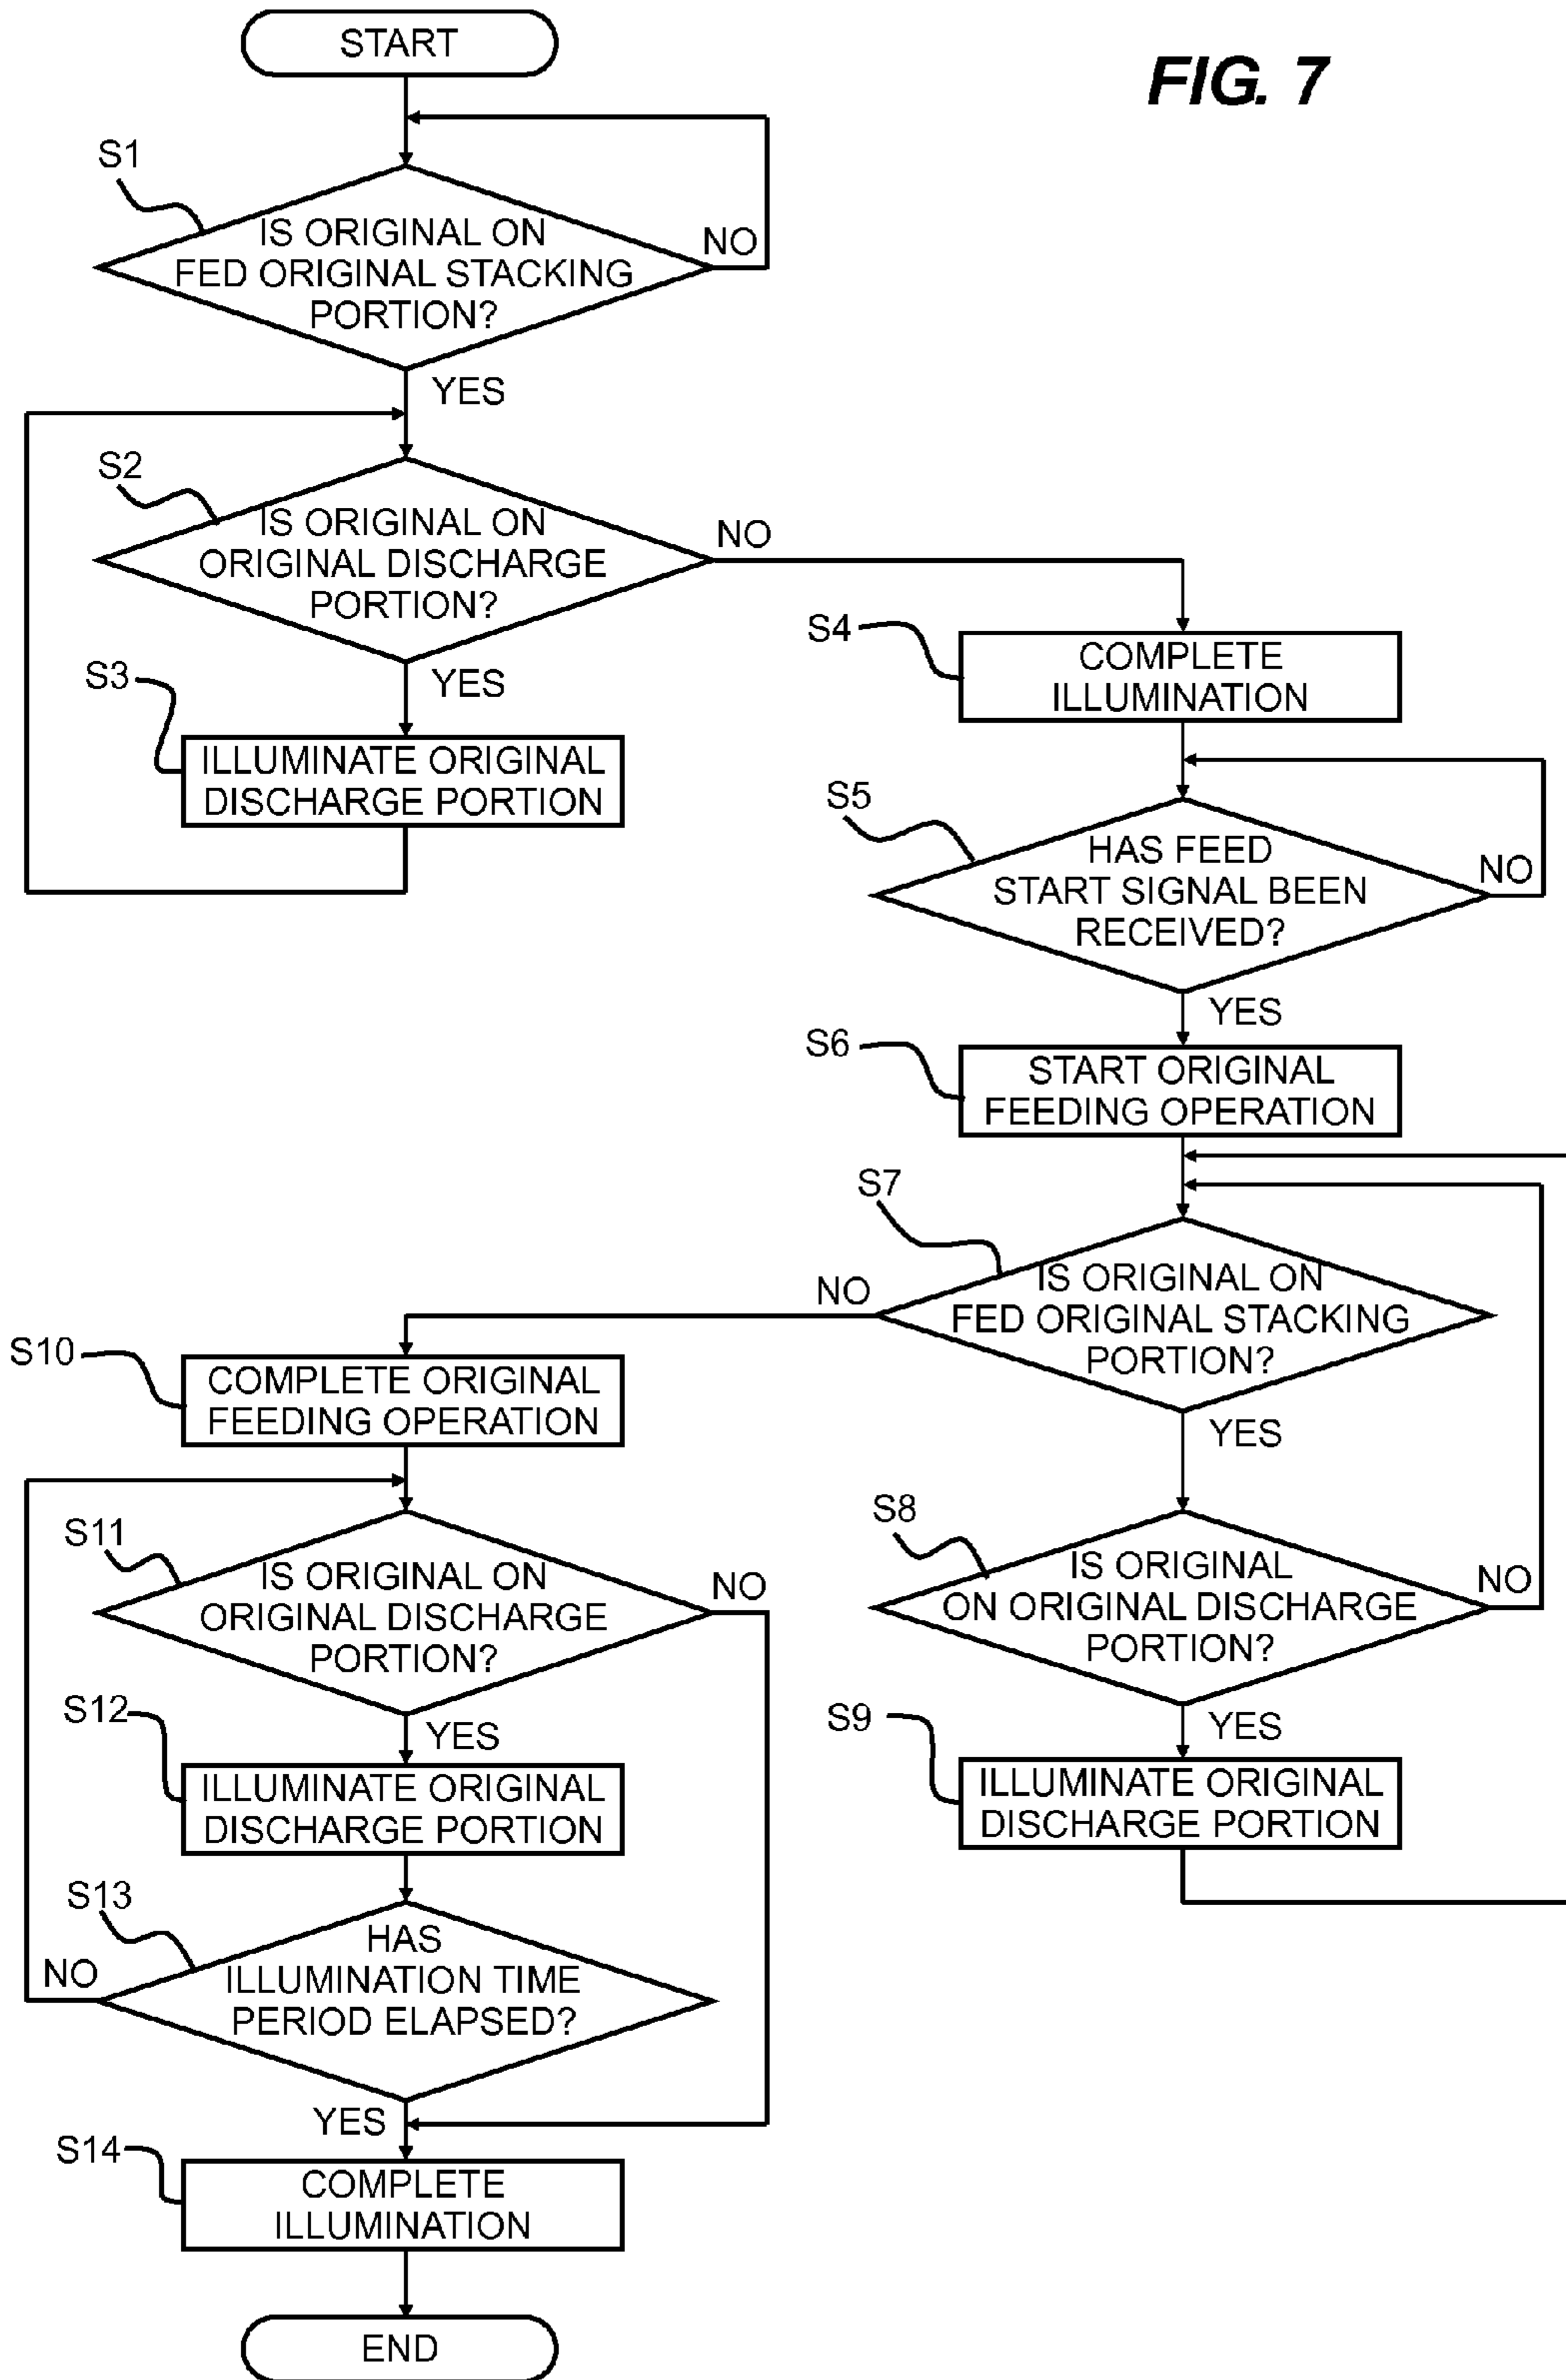 FIG. 7
START
S1
IS ORIGINAL ON
FED ORIGINAL STACKING
PORTION?
NO
YES
S2
IS ORIGINAL ON
ORIGINAL DISCHARGE
PORTION?
NO
YES
S3
ILLUMINATE ORIGINAL
DISCHARGE PORTION
S4
COMPLETE
ILLUMINATION
S5
HAS FEED
START SIGNAL BEEN
RECEIVED?
NO
YES
S6
START ORIGINAL
FEEDING OPERATION
S7
IS ORIGINAL ON
FED ORIGINAL STACKING
PORTION?
NO
YES
S8
IS ORIGINAL
ON ORIGINAL DISCHARGE
PORTION?
NO
YES
S9
ILLUMINATE ORIGINAL
DISCHARGE PORTION
S10
COMPLETE ORIGINAL
FEEDING OPERATION
S11
IS ORIGINAL ON
ORIGINAL DISCHARGE
PORTION?
NO
YES
S12
ILLUMINATE ORIGINAL
DISCHARGE PORTION
S13
HAS
ILLUMINATION TIME
PERIOD ELAPSED?
NO
YES
S14
COMPLETE
ILLUMINATION
END